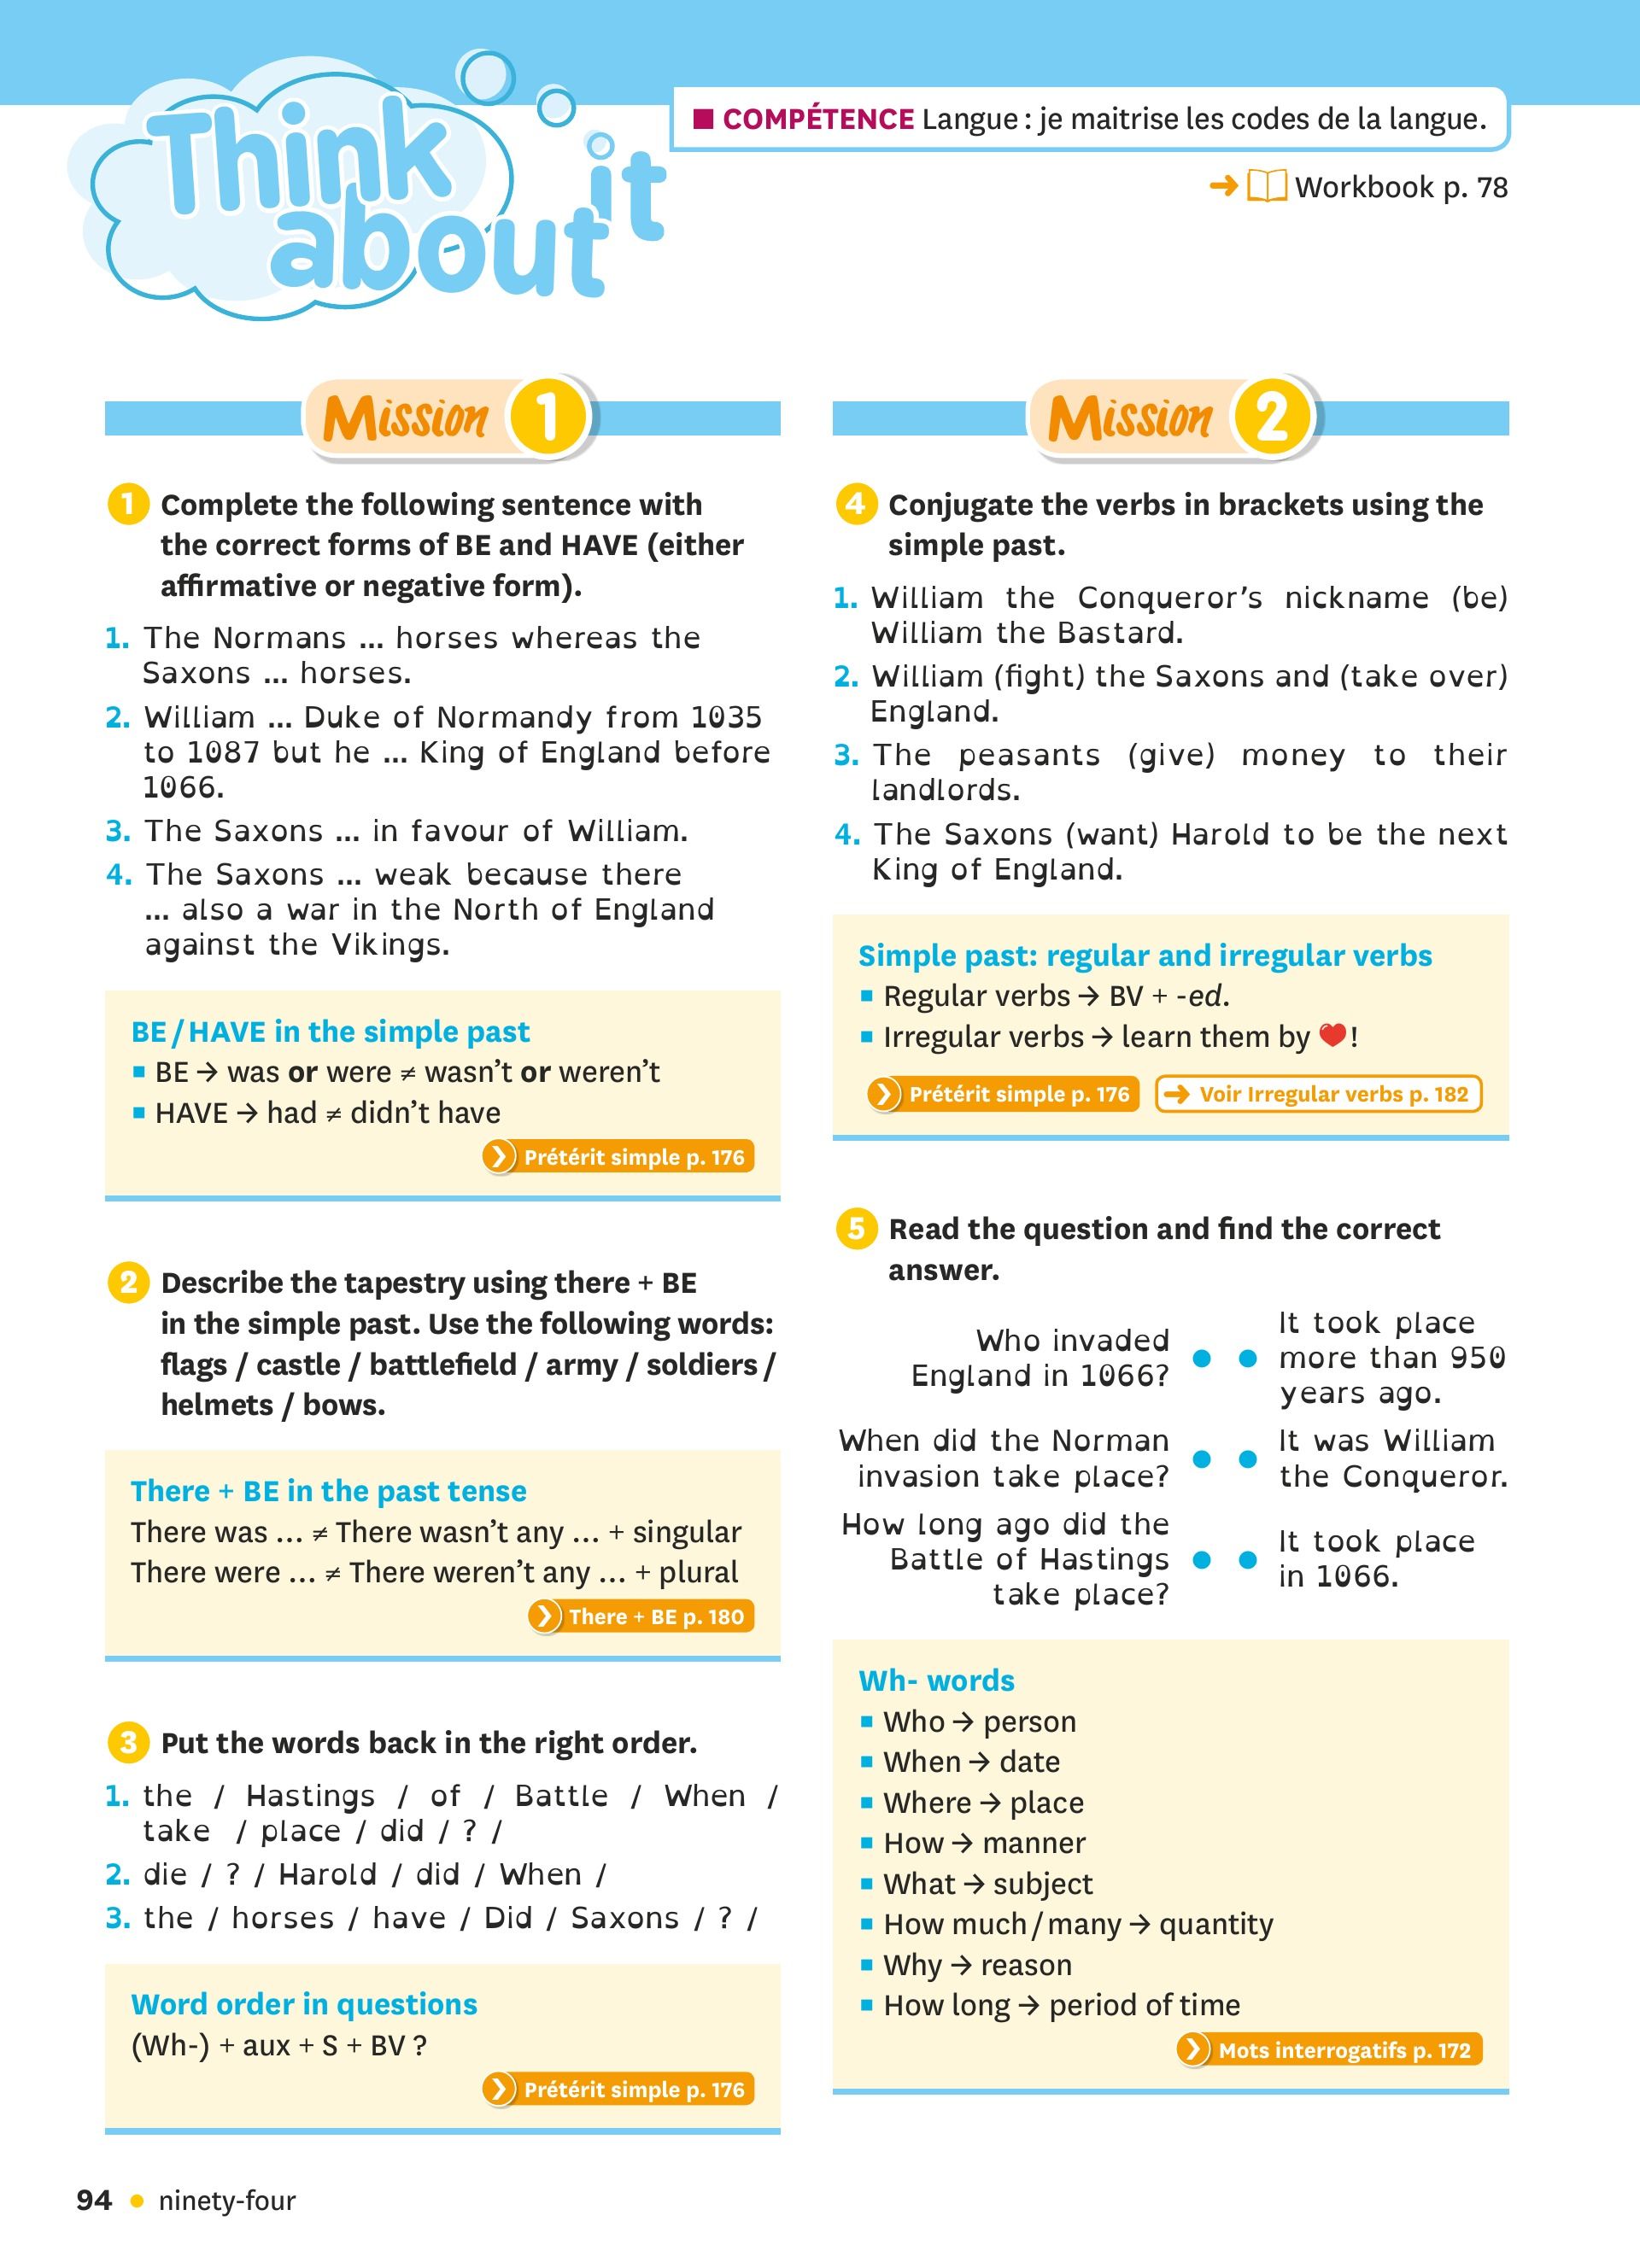 Think
about it
■ COMPÉTENCE Langue : je maitrise les codes de la langue.
➜ Workbook p. 78
Mission 1
1 Complete the following sentence with
the correct forms of BE and HAVE (either
affirmative or negative form).
1. The Normans ... horses whereas the
Saxons ... horses.
2. William ... Duke of Normandy from 1035
to 1087 but he ... King of England before
1066.
3. The Saxons ... in favour of William.
4. The Saxons ... weak because there
... also a war in the North of England
against the Vikings.
BE / HAVE in the simple past
▪ BE → was or were ≠ wasn't or weren't
▪ HAVE → had ≠ didn't have
Prétérit simple p. 176
2 Describe the tapestry using there + BE
in the simple past. Use the following words:
flags / castle / battlefield / army / soldiers /
helmets / bows.
There + BE in the past tense
There was ... ≠ There wasn't any ... + singular
There were ... ≠ There weren't any ... + plural
There + BE p. 180
3 Put the words back in the right order.
1. the / Hastings / of / Battle / When /
take / place / did / ? /
2. die / ? / Harold / did / When /
3. the / horses / have / Did / Saxons / ? /
Word order in questions
(Wh-) + aux + S + BV ?
Prétérit simple p. 176
Mission 2
4 Conjugate the verbs in brackets using the
simple past.
1. William the Conqueror's nickname (be)
William the Bastard.
2. William (fight) the Saxons and (take over)
England.
3. The peasants (give) money to their
landlords.
4. The Saxons (want) Harold to be the next
King of England.
Simple past: regular and irregular verbs
▪ Regular verbs → BV + -ed.
▪ Irregular verbs → learn them by ❤ !
Prétérit simple p. 176 ➜ Voir Irregular verbs p. 182
5 Read the question and find the correct
answer.
Who invaded
England in 1066?
It took place
more than 950
years ago.
When did the Norman
invasion take place?
It was William
the Conqueror.
How long ago did the
Battle of Hastings
take place?
It took place
in 1066.
Wh- words
▪ Who → person
▪ When → date
▪ Where → place
▪ How → manner
▪ What → subject
▪ How much / many → quantity
▪ Why → reason
▪ How long → period of time
Mots interrogatifs p. 172
94 • ninety-four